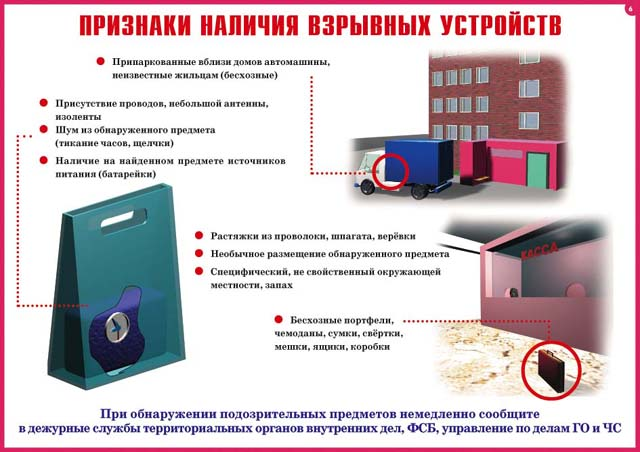 6
ПРИЗНАКИ НАЛИЧИЯ ВЗРЫВНЫХ УСТРОЙСТВ
Припаркованные вблизи домов автомашины,
неизвестные жильцам (бесхозные)
Присутствие проводов, небольшой антенны,
изоленты
Шум из обнаруженного предмета
(тикание часов, щелчки)
Наличие на найденном предмете источников
питания (батарейки)
Растяжки из проволоки, шпагата, верёвки
Необычное размещение обнаруженного предмета
Специфический, не свойственный окружающей
местности, запах
КАССА
Бесхозные портфели,
чемоданы, сумки, свёртки,
мешки, ящики, коробки
При обнаружении подозрительных предметов немедленно сообщите
в дежурные службы территориальных органов внутренних дел, ФСБ, управление по делам ГО и ЧС